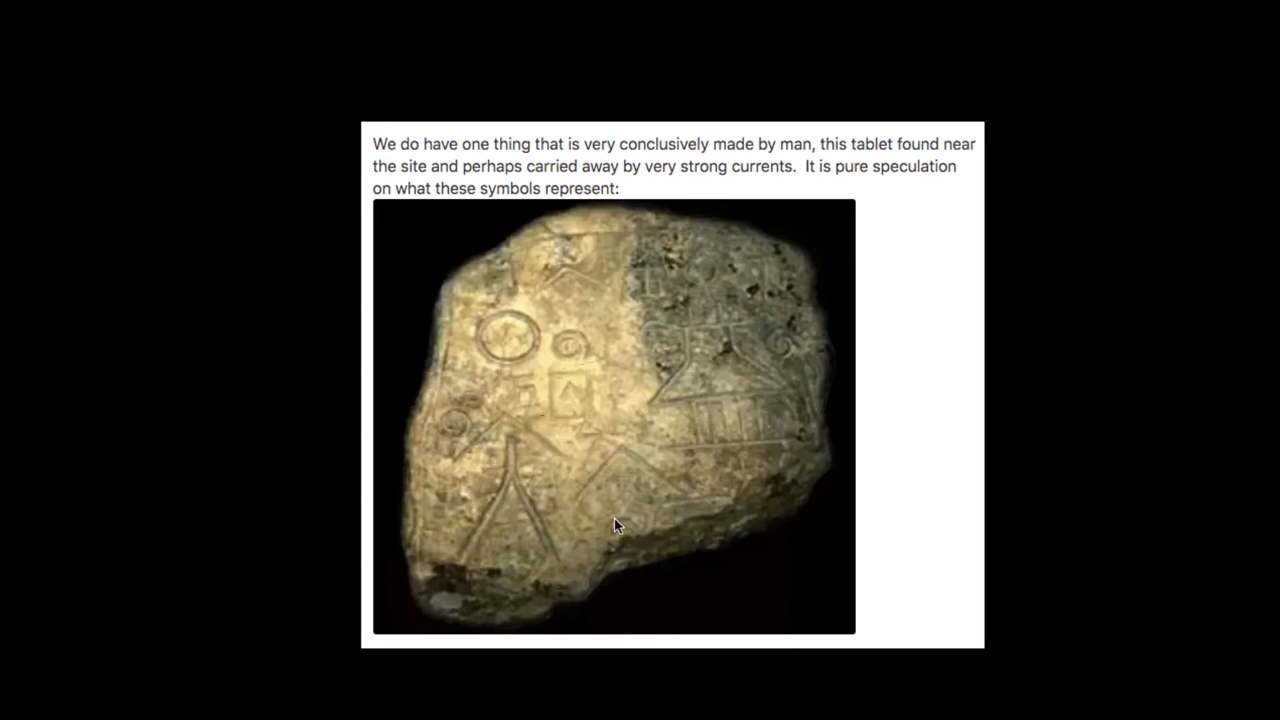 We do have one thing that is very conclusively made by man, this tablet found near
the site and perhaps carried away by very strong currents.  It is pure speculation
on what these symbols represent: